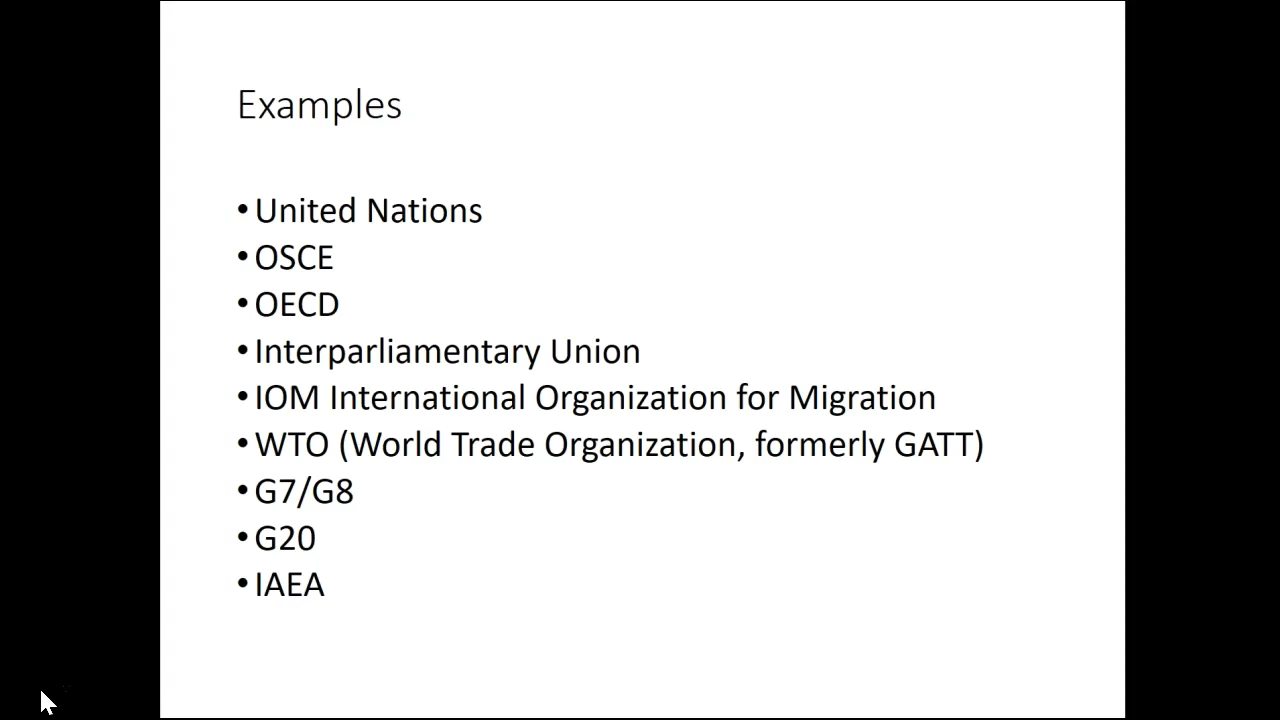 Examples
• United Nations
• OSCE
• OECD
• Interparliamentary Union
• IOM International Organization for Migration
• WTO (World Trade Organization, formerly GATT)
• G7/G8
• G20
• IAEA